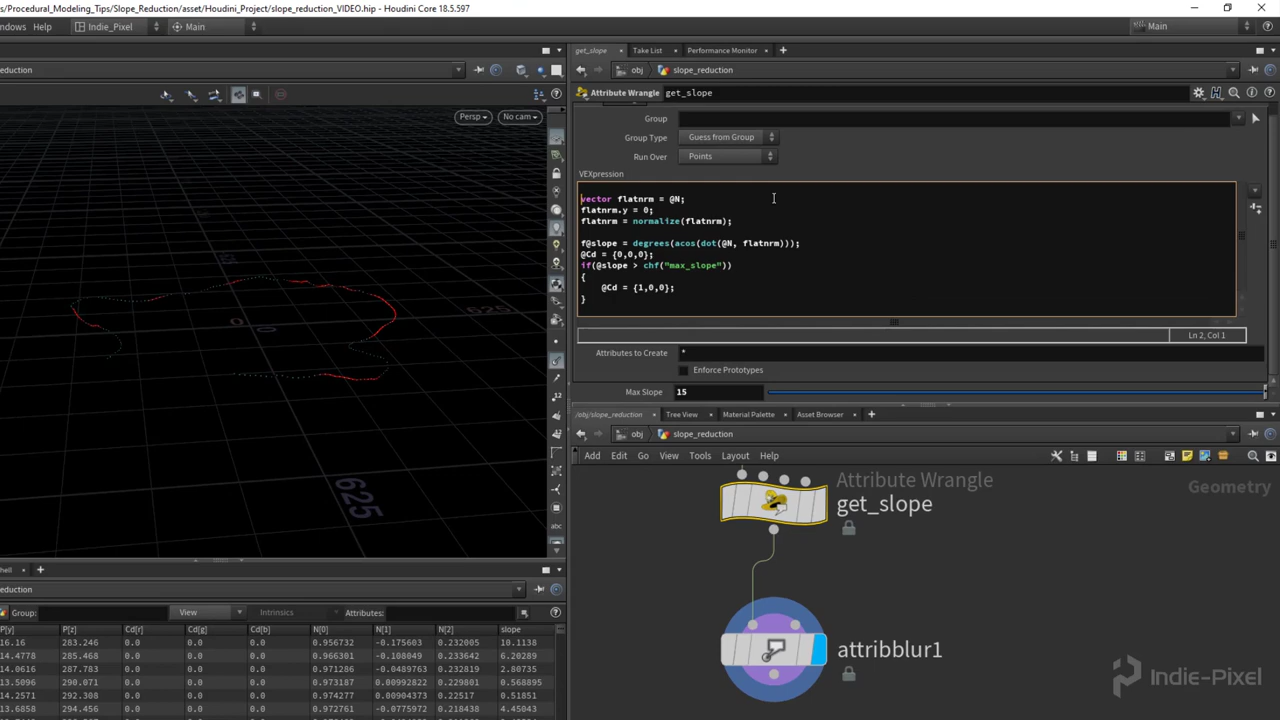 s/Procedural_Modeling_Tips/Slope_Reduction/asset/Houdini_Project/slope_reduction_VIDEO.hip - Houdini Core 18.5.597
ndows Help Indie_Pixel Main Main
get_slope Take List Performance Monitor
eduction obj slope_reduction
Attribute Wrangle get_slope
Persp No cam
Group
Group Type Guess from Group
Run Over Points
VEXpression
vector flatnrm = @N;
flatnrm.y = 0;
flatnrm = normalize(flatnrm);
f@slope = degrees(acos(dot(@N, flatnrm)));
@Cd = {0,0,0};
if(@slope > chf("max_slope"))
{
@Cd = {1,0,0};
}
Ln 2, Col 1
Attributes to Create *
Enforce Prototypes
Max Slope 15
625
625
/obj/slope_reduction Tree View Material Palette Asset Browser
obj slope_reduction
Add Edit Go View Tools Layout Help
Attribute Wrangle
get_slope
Geometry
attribblur1
Indie-Pixel
hell
eduction
Group: View Intrinsics Attributes:
P[y] P[z] Cd[r] Cd[g] Cd[b] N[0] N[1] N[2] slope
16.16 283.246 0.0 0.0 0.0 0.956732 -0.175603 0.232005 10.1138
14.4778 285.468 0.0 0.0 0.0 0.966116 -0.108049 0.233642 6.20289
14.0616 287.783 0.0 0.0 0.0 0.971286 -0.0489763 0.232819 2.80735
13.5096 290.071 0.0 0.0 0.0 0.973187 0.00992822 0.229801 0.568895
14.2571 292.308 0.0 0.0 0.0 0.974277 0.00904373 0.22517 0.51851
13.6858 294.456 0.0 0.0 0.0 0.972761 4.45043